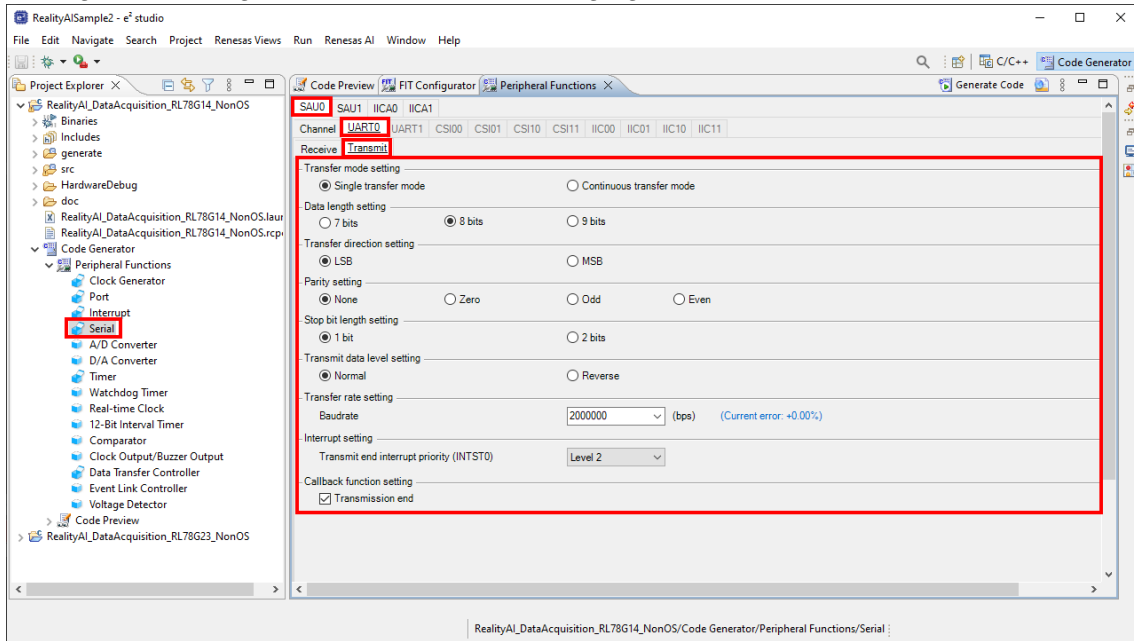 RealityAISample2 - e² studio
File Edit Navigate Search Project Renesas Views Run Renesas AI Window Help
C/C++ Code Generator
Project Explorer
Code Preview FIT Configurator Peripheral Functions
Generate Code
RealityAI_DataAcquisition_RL78G14_NonOS
Binaries
Includes
generate
src
HardwareDebug
doc
RealityAI_DataAcquisition_RL78G14_NonOS.laun
RealityAI_DataAcquisition_RL78G14_NonOS.rcp
Code Generator
Peripheral Functions
Clock Generator
Port
Interrupt
Serial
A/D Converter
D/A Converter
Timer
Watchdog Timer
Real-time Clock
12-Bit Interval Timer
Comparator
Clock Output/Buzzer Output
Data Transfer Controller
Event Link Controller
Voltage Detector
Code Preview
RealityAI_DataAcquisition_RL78G23_NonOS
SAU0 SAU1 IICA0 IICA1
Channel UART0 UART1 CSI00 CSI01 CSI10 CSI11 IIC00 IIC01 IIC10 IIC11
Receive Transmit
Transfer mode setting
Single transfer mode Continuous transfer mode
Data length setting
7 bits 8 bits 9 bits
Transfer direction setting
LSB MSB
Parity setting
None Zero Odd Even
Stop bit length setting
1 bit 2 bits
Transmit data level setting
Normal Reverse
Transfer rate setting
Baudrate 2000000 (bps) (Current error: +0.00%)
Interrupt setting
Transmit end interrupt priority (INTST0) Level 2
Callback function setting
Transmission end
RealityAI_DataAcquisition_RL78G14_NonOS/Code Generator/Peripheral Functions/Serial